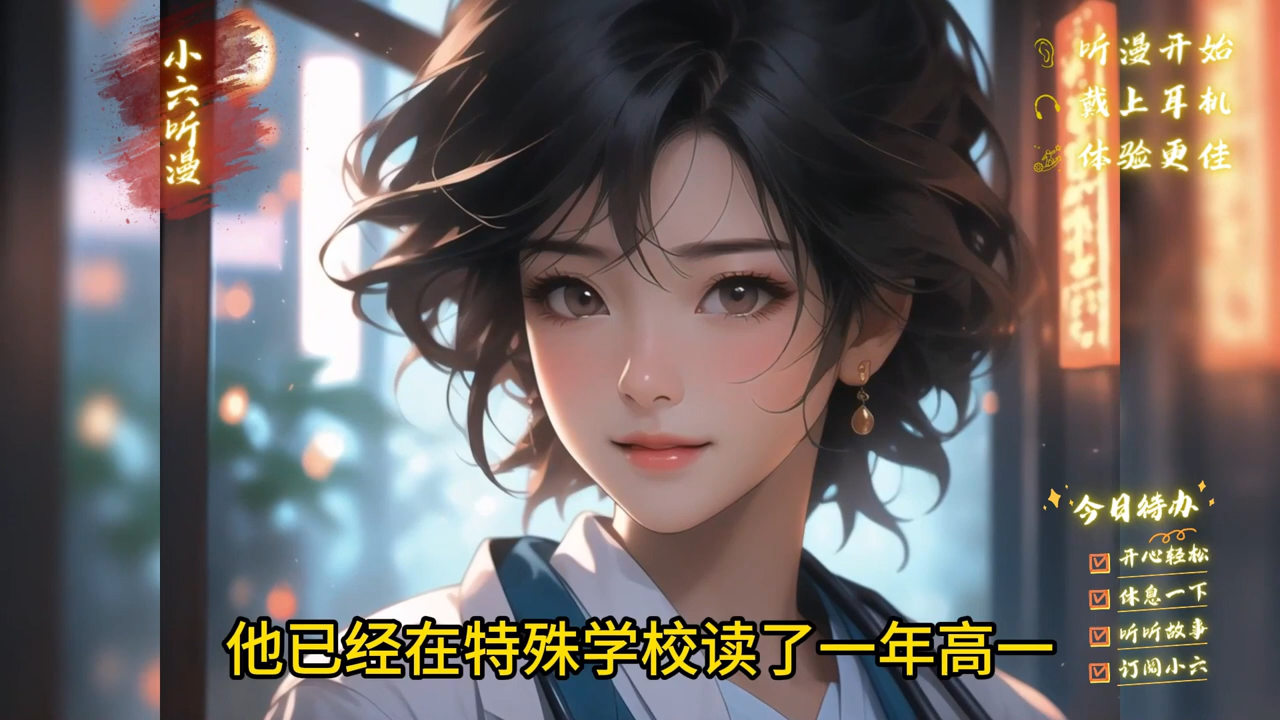 小六听漫
听漫开始
戴上耳机
体验更佳
今日待办
开心轻松
休息一下
听听故事
订阅小六
他已经在特殊学校读了一年高一